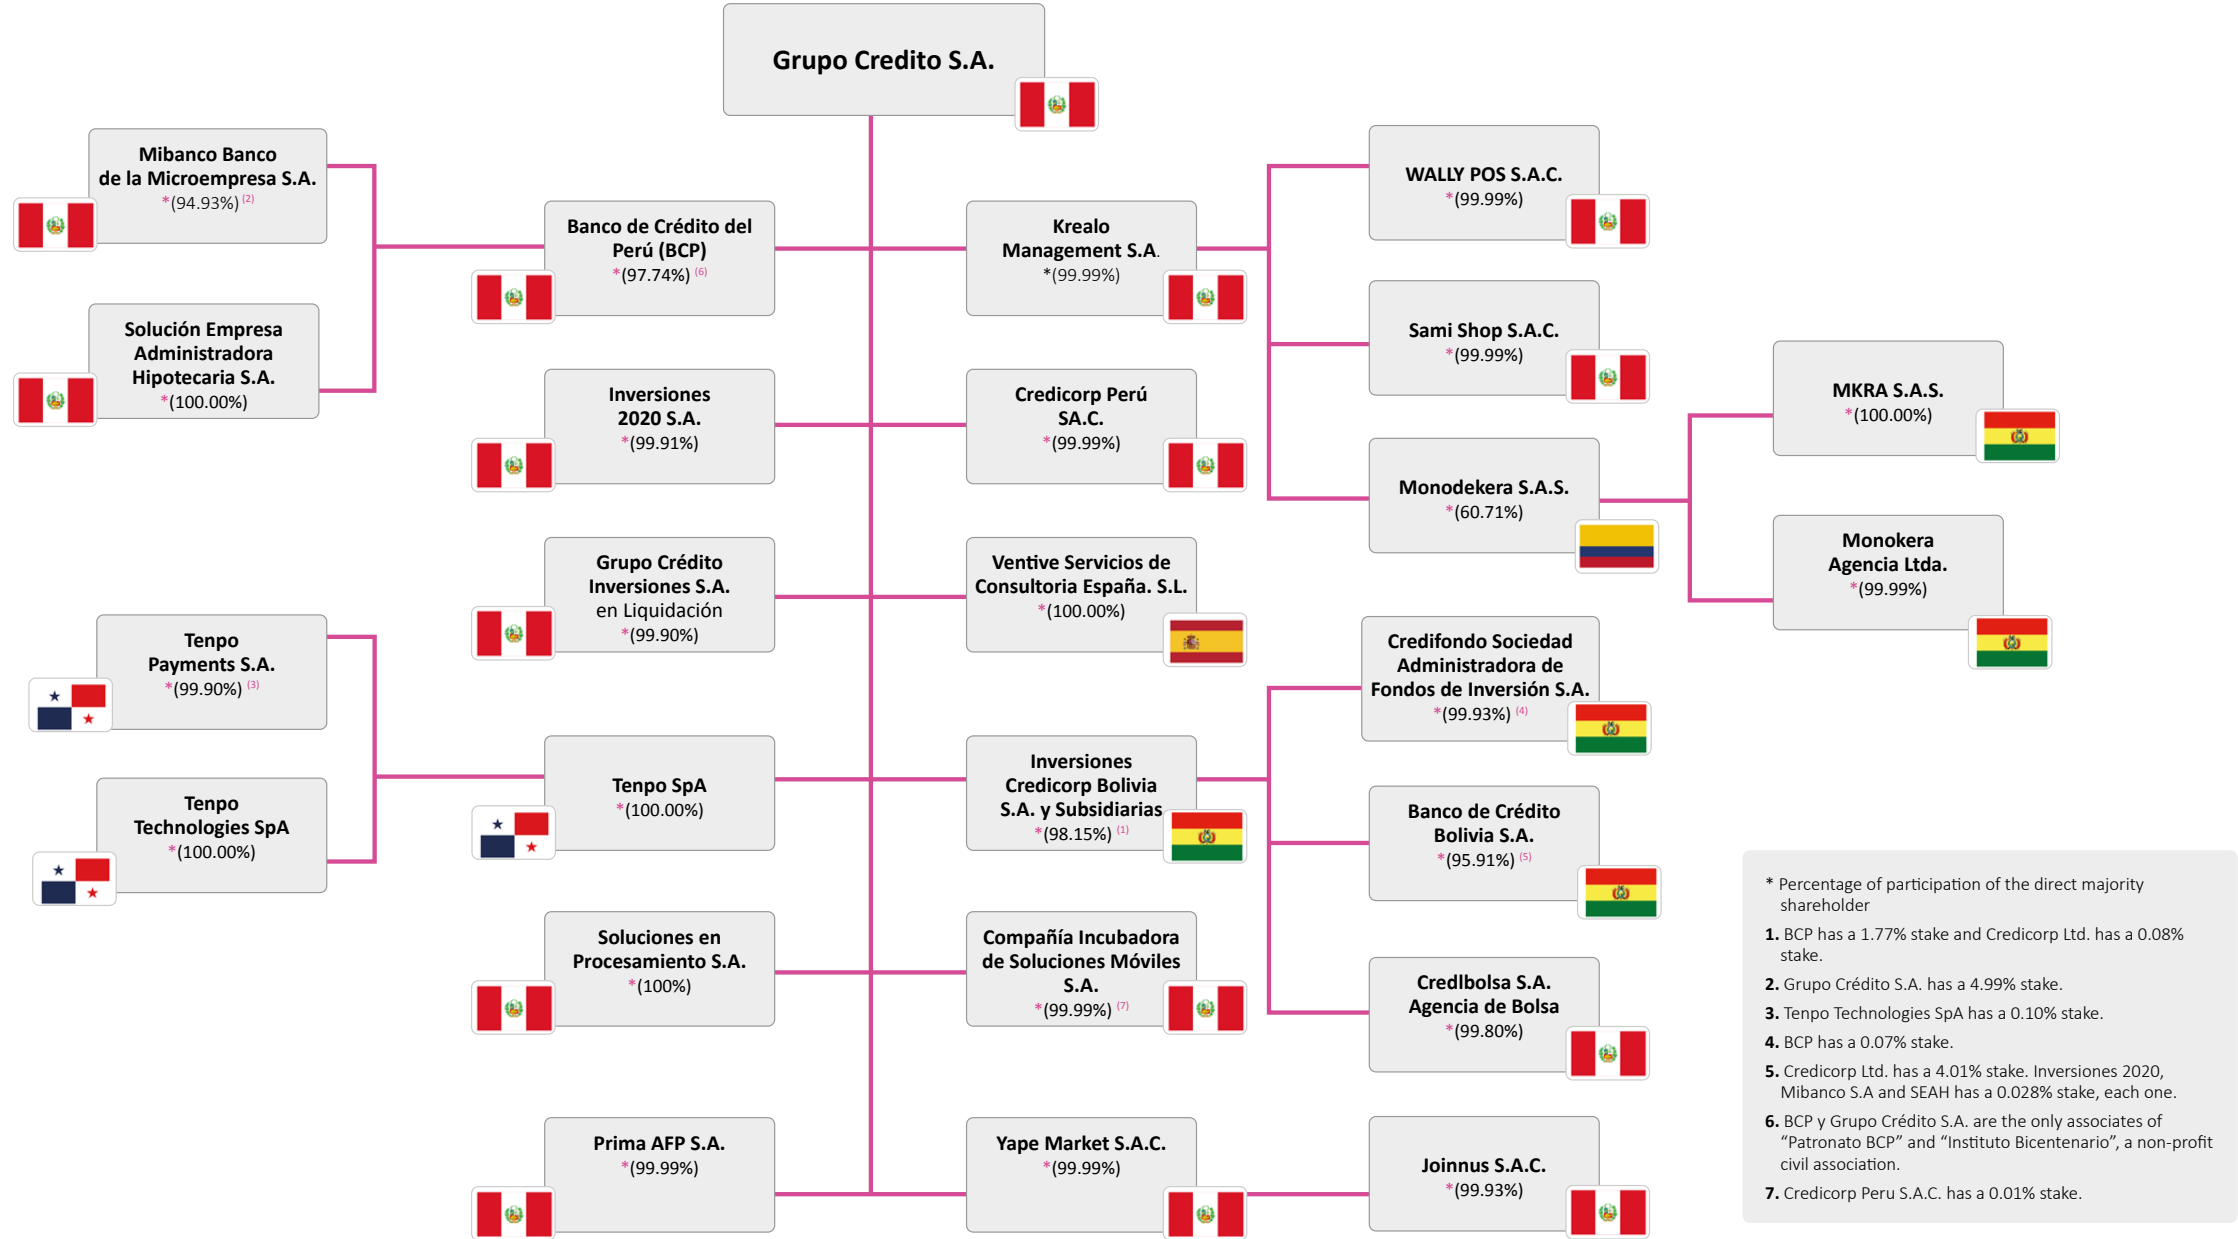 Grupo Credito S.A.
Mibanco Banco
de la Microempresa S.A.
*(94.93%) (2)
Solución Empresa
Administradora
Hipotecaria S.A.
*(100.00%)
Tenpo
Payments S.A.
*(99.90%) (3)
Tenpo
Technologies SpA
*(100.00%)
Banco de Crédito del
Perú (BCP)
*(97.74%) (6)
Inversiones
2020 S.A.
*(99.91%)
Grupo Crédito
Inversiones S.A.
en Liquidación
*(99.90%)
Tenpo SpA
*(100.00%)
Soluciones en
Procesamiento S.A.
*(100%)
Prima AFP S.A.
*(99.99%)
Krealo
Management S.A.
*(99.99%)
Credicorp Perú
SA.C.
*(99.99%)
Ventive Servicios de
Consultoria España. S.L.
*(100.00%)
Inversiones
Credicorp Bolivia
S.A. y Subsidiarias
*(98.15%) (1)
Compañía Incubadora
de Soluciones Móviles
S.A.
*(99.99%) (7)
Yape Market S.A.C.
*(99.99%)
WALLY POS S.A.C.
*(99.99%)
Sami Shop S.A.C.
*(99.99%)
Monodekera S.A.S.
*(60.71%)
Credifondo Sociedad
Administradora de
Fondos de Inversión S.A.
*(99.93%) (4)
Banco de Crédito
Bolivia S.A.
*(95.91%) (5)
Credlbolsa S.A.
Agencia de Bolsa
*(99.80%)
Joinnus S.A.C.
*(99.93%)
MKRA S.A.S.
*(100.00%)
Monokera
Agencia Ltda.
*(99.99%)
* Percentage of participation of the direct majority
shareholder
1. BCP has a 1.77% stake and Credicorp Ltd. has a 0.08%
stake.
2. Grupo Crédito S.A. has a 4.99% stake.
3. Tenpo Technologies SpA has a 0.10% stake.
4. BCP has a 0.07% stake.
5. Credicorp Ltd. has a 4.01% stake. Inversiones 2020,
Mibanco S.A and SEAH has a 0.028% stake, each one.
6. BCP y Grupo Crédito S.A. are the only associates of
“Patronato BCP” and “Instituto Bicentenario”, a non-profit
civil association.
7. Credicorp Peru S.A.C. has a 0.01% stake.